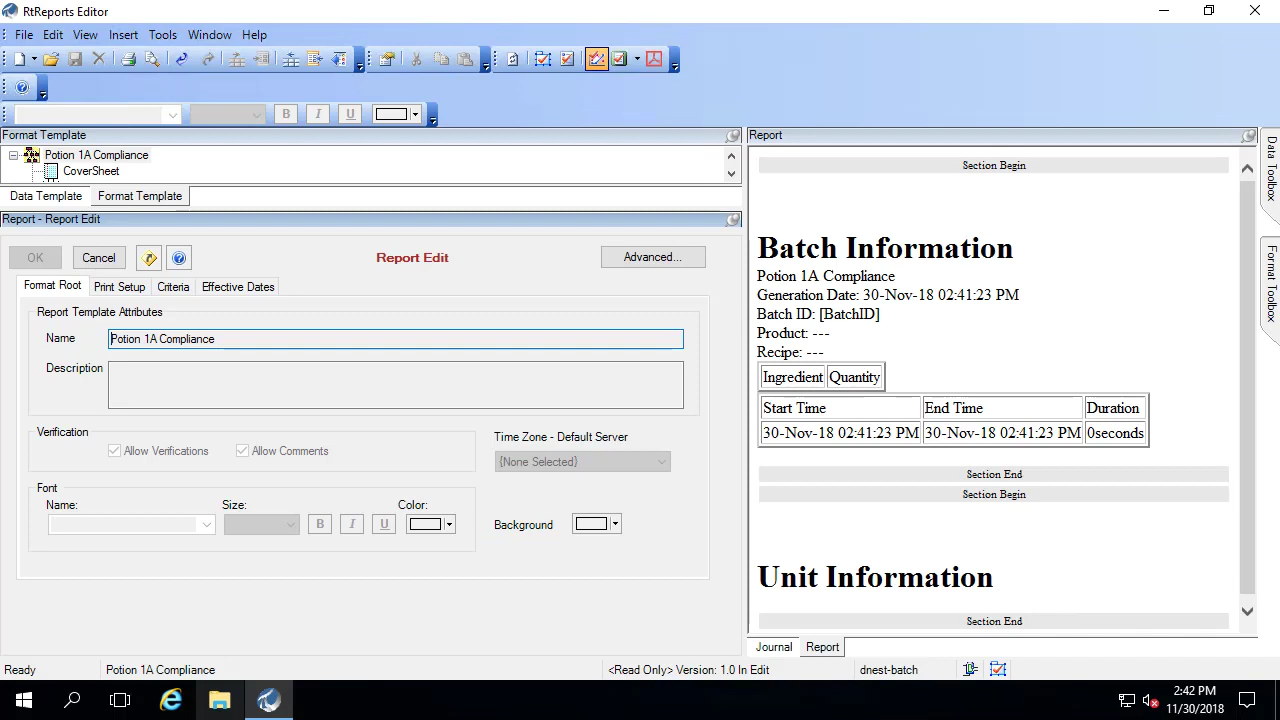 RtReports Editor
File Edit View Insert Tools Window Help
B I U
Format Template
Potion 1A Compliance
CoverSheet
Data Template Format Template
Report - Report Edit
OK Cancel Report Edit Advanced...
Format Root Print Setup Criteria Effective Dates
Report Template Attributes
Name Potion 1A Compliance
Description
Verification
Allow Verifications Allow Comments
Time Zone - Default Server
{None Selected}
Font
Name: Size: Color:
B I U
Background
Report
Section Begin
Batch Information
Potion 1A Compliance
Generation Date: 30-Nov-18 02:41:23 PM
Batch ID: [BatchID]
Product: ---
Recipe: ---
Ingredient Quantity
Start Time End Time Duration
30-Nov-18 02:41:23 PM 30-Nov-18 02:41:23 PM 0seconds
Section End
Section Begin
Unit Information
Section End
Journal Report
Data Toolbox
Format Toolbox
Ready Potion 1A Compliance <Read Only> Version: 1.0 In Edit dnest-batch
2:42 PM
11/30/2018